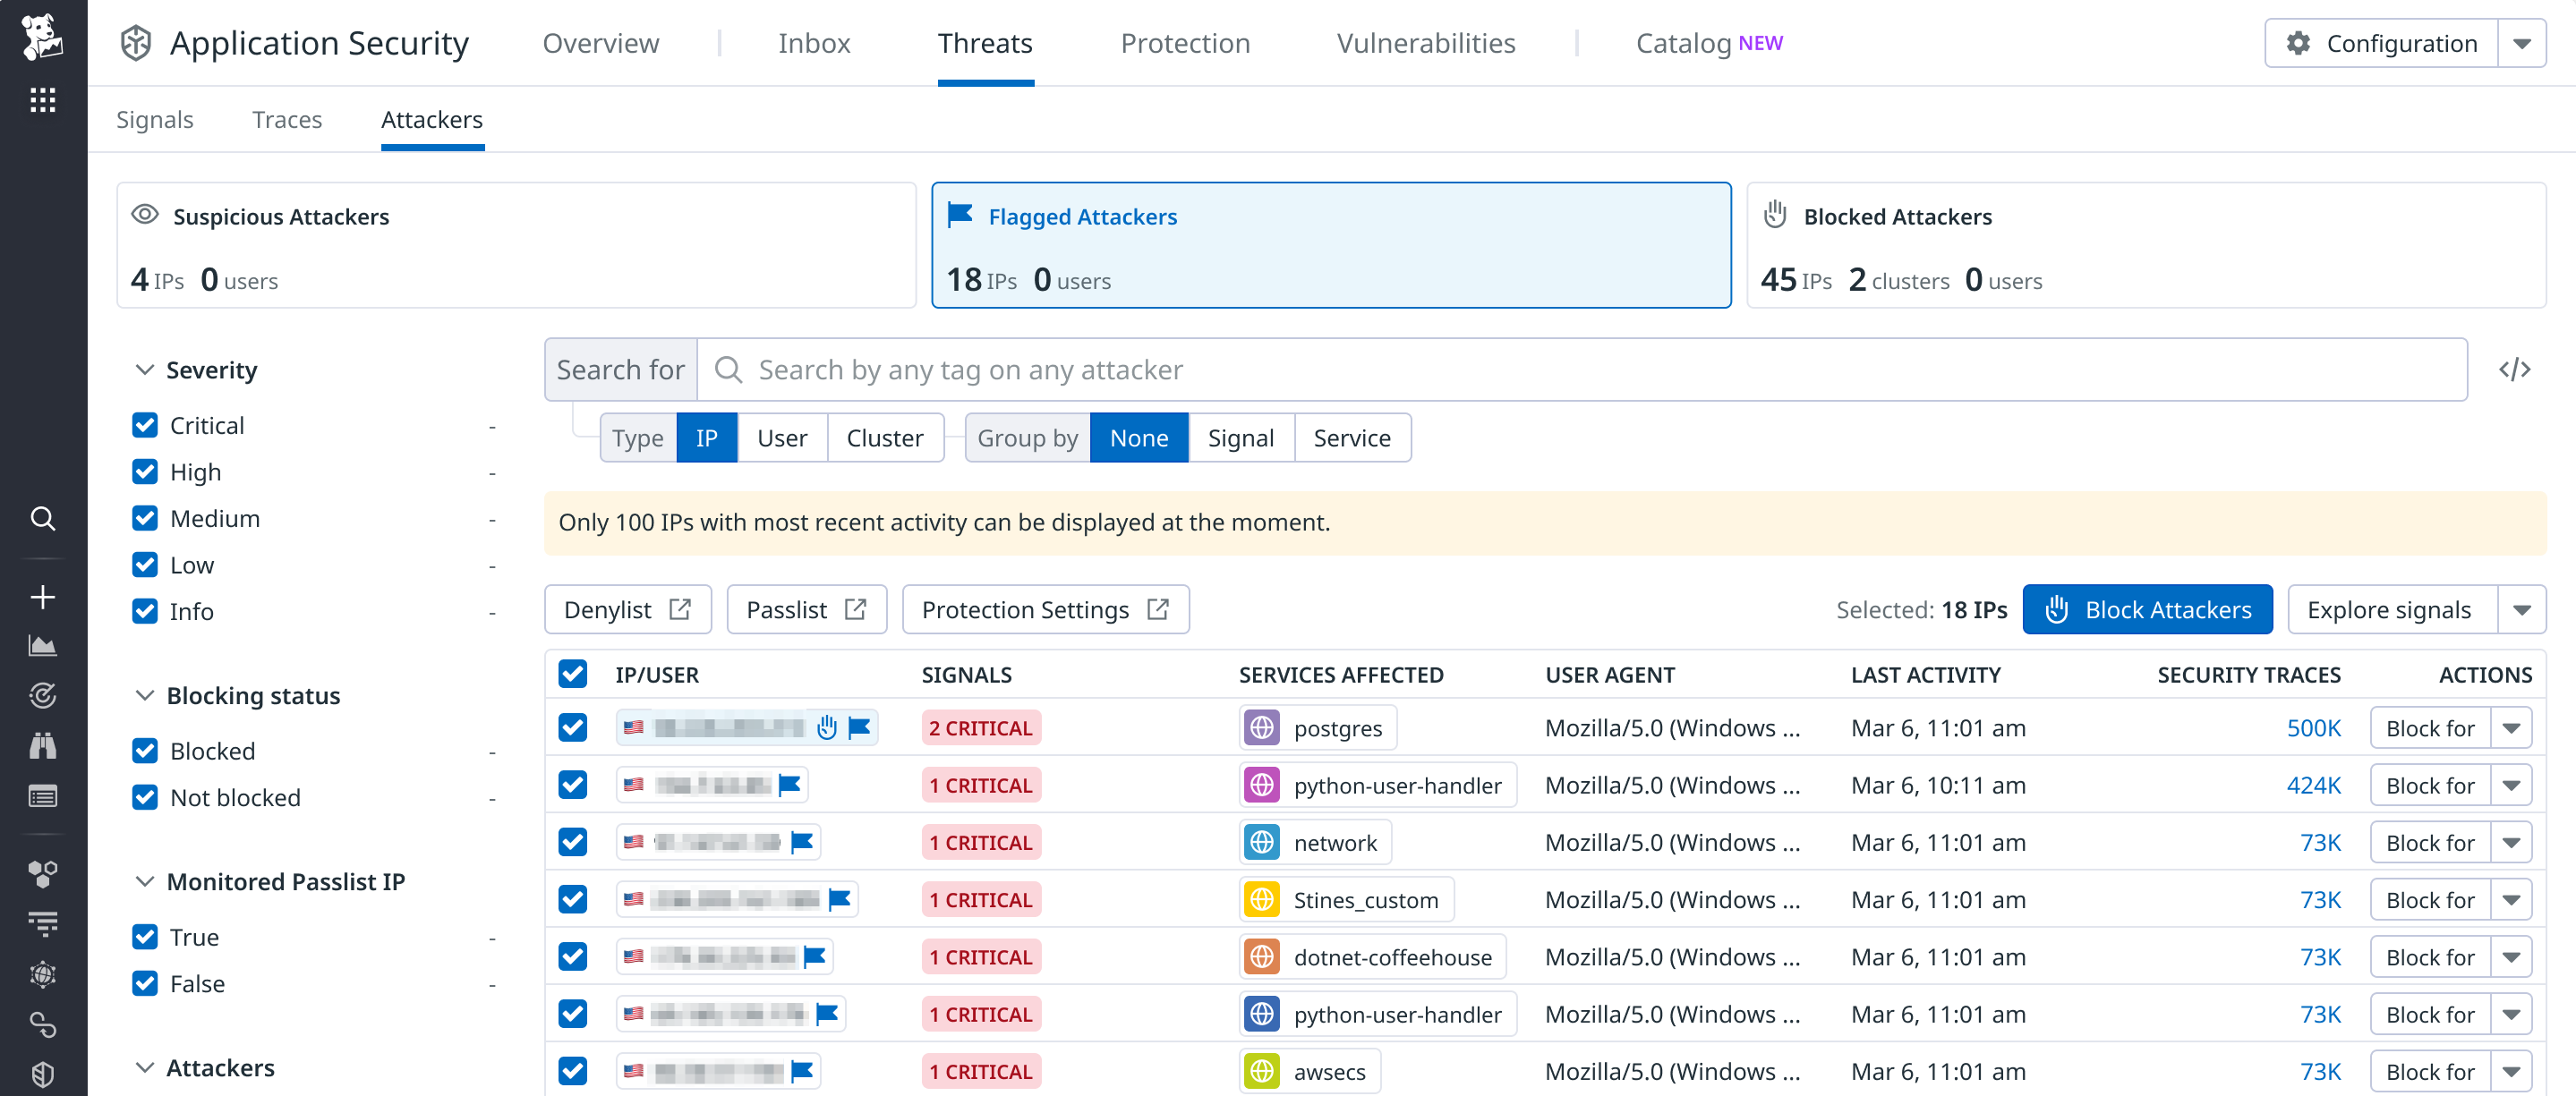 Application Security Overview Inbox Threats Protection Vulnerabilities Catalog NEW Configuration
Signals Traces Attackers
Suspicious Attackers
4 IPs 0 users
Flagged Attackers
18 IPs 0 users
Blocked Attackers
45 IPs 2 clusters 0 users
Severity
Critical -
High -
Medium -
Low -
Info -
Blocking status
Blocked -
Not blocked -
Monitored Passlist IP
True -
False -
Attackers
Search for Search by any tag on any attacker </>
Type IP User Cluster Group by None Signal Service
Only 100 IPs with most recent activity can be displayed at the moment.
Denylist Passlist Protection Settings Selected: 18 IPs Block Attackers Explore signals
IP/USER SIGNALS SERVICES AFFECTED USER AGENT LAST ACTIVITY SECURITY TRACES ACTIONS
2 CRITICAL postgres Mozilla/5.0 (Windows ... Mar 6, 11:01 am 500K Block for
1 CRITICAL python-user-handler Mozilla/5.0 (Windows ... Mar 6, 10:11 am 424K Block for
1 CRITICAL network Mozilla/5.0 (Windows ... Mar 6, 11:01 am 73K Block for
1 CRITICAL Stines_custom Mozilla/5.0 (Windows ... Mar 6, 11:01 am 73K Block for
1 CRITICAL dotnet-coffeehouse Mozilla/5.0 (Windows ... Mar 6, 11:01 am 73K Block for
1 CRITICAL python-user-handler Mozilla/5.0 (Windows ... Mar 6, 11:01 am 73K Block for
1 CRITICAL awsecs Mozilla/5.0 (Windows ... Mar 6, 11:01 am 73K Block for